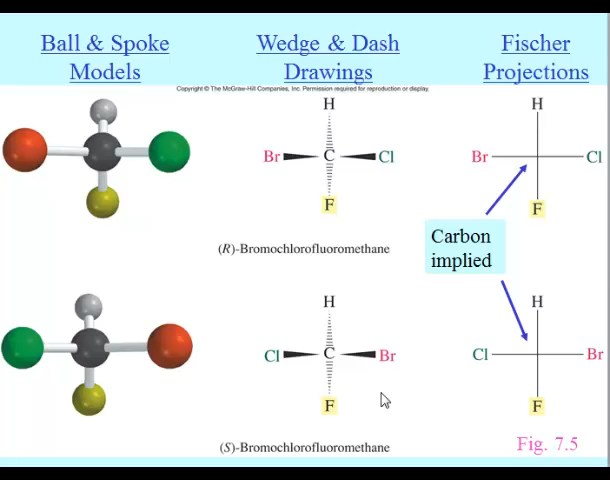 Ball & Spoke
Models
Wedge & Dash
Drawings
Fischer
Projections
Copyright © The McGraw-Hill Companies, Inc. Permission required for reproduction or display.
H
Br
C
Cl
F
H
Br
Cl
F
(R)-Bromochlorofluoromethane
Carbon
implied
H
Cl
C
Br
F
H
Cl
Br
F
(S)-Bromochlorofluoromethane
Fig. 7.5